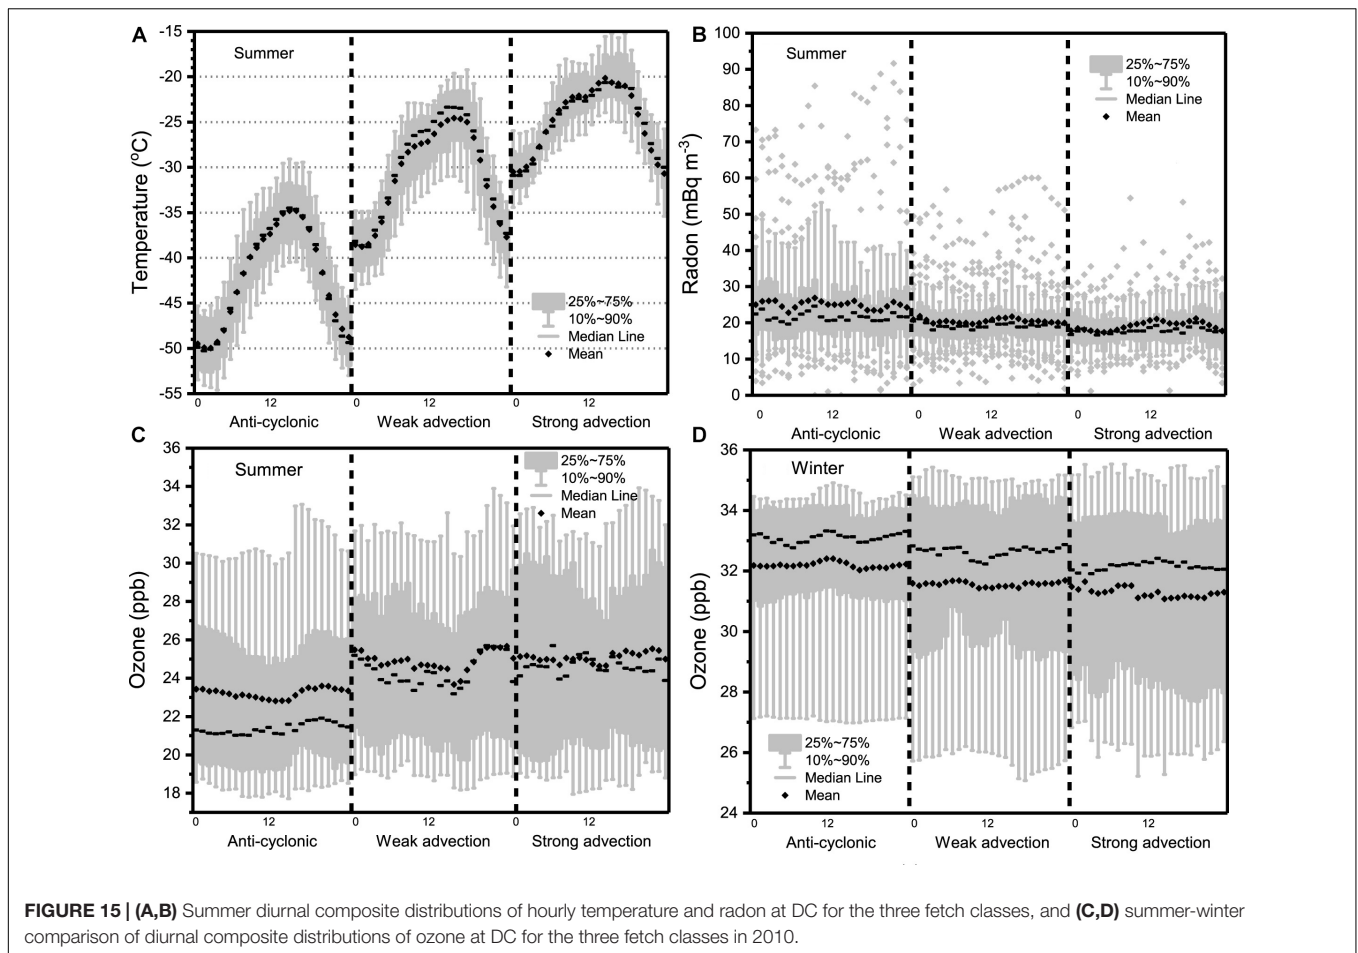 A
Summer
-15
-20
-25
-30
-35
-40
-45
-50
-55
Temperature (°C)
25%~75%
10%~90%
Median Line
Mean
0 12 0 12 0 12
Anti-cyclonic Weak advection Strong advection
B
Summer
100
90
80
70
60
50
40
30
20
10
0
Radon (mBq m-3)
25%~75%
10%~90%
Median Line
Mean
0 12 0 12 0 12
Anti-cyclonic Weak advection Strong advection
C
Summer
36
34
32
30
28
26
24
22
20
18
Ozone (ppb)
25%~75%
10%~90%
Median Line
Mean
0 12 0 12 0 12
Anti-cyclonic Weak advection Strong advection
D
Winter
36
34
32
30
28
26
24
Ozone (ppb)
25%~75%
10%~90%
Median Line
Mean
0 12 0 12 0 12
Anti-cyclonic Weak advection Strong advection
FIGURE 15 | (A,B) Summer diurnal composite distributions of hourly temperature and radon at DC for the three fetch classes, and (C,D) summer-winter
comparison of diurnal composite distributions of ozone at DC for the three fetch classes in 2010.